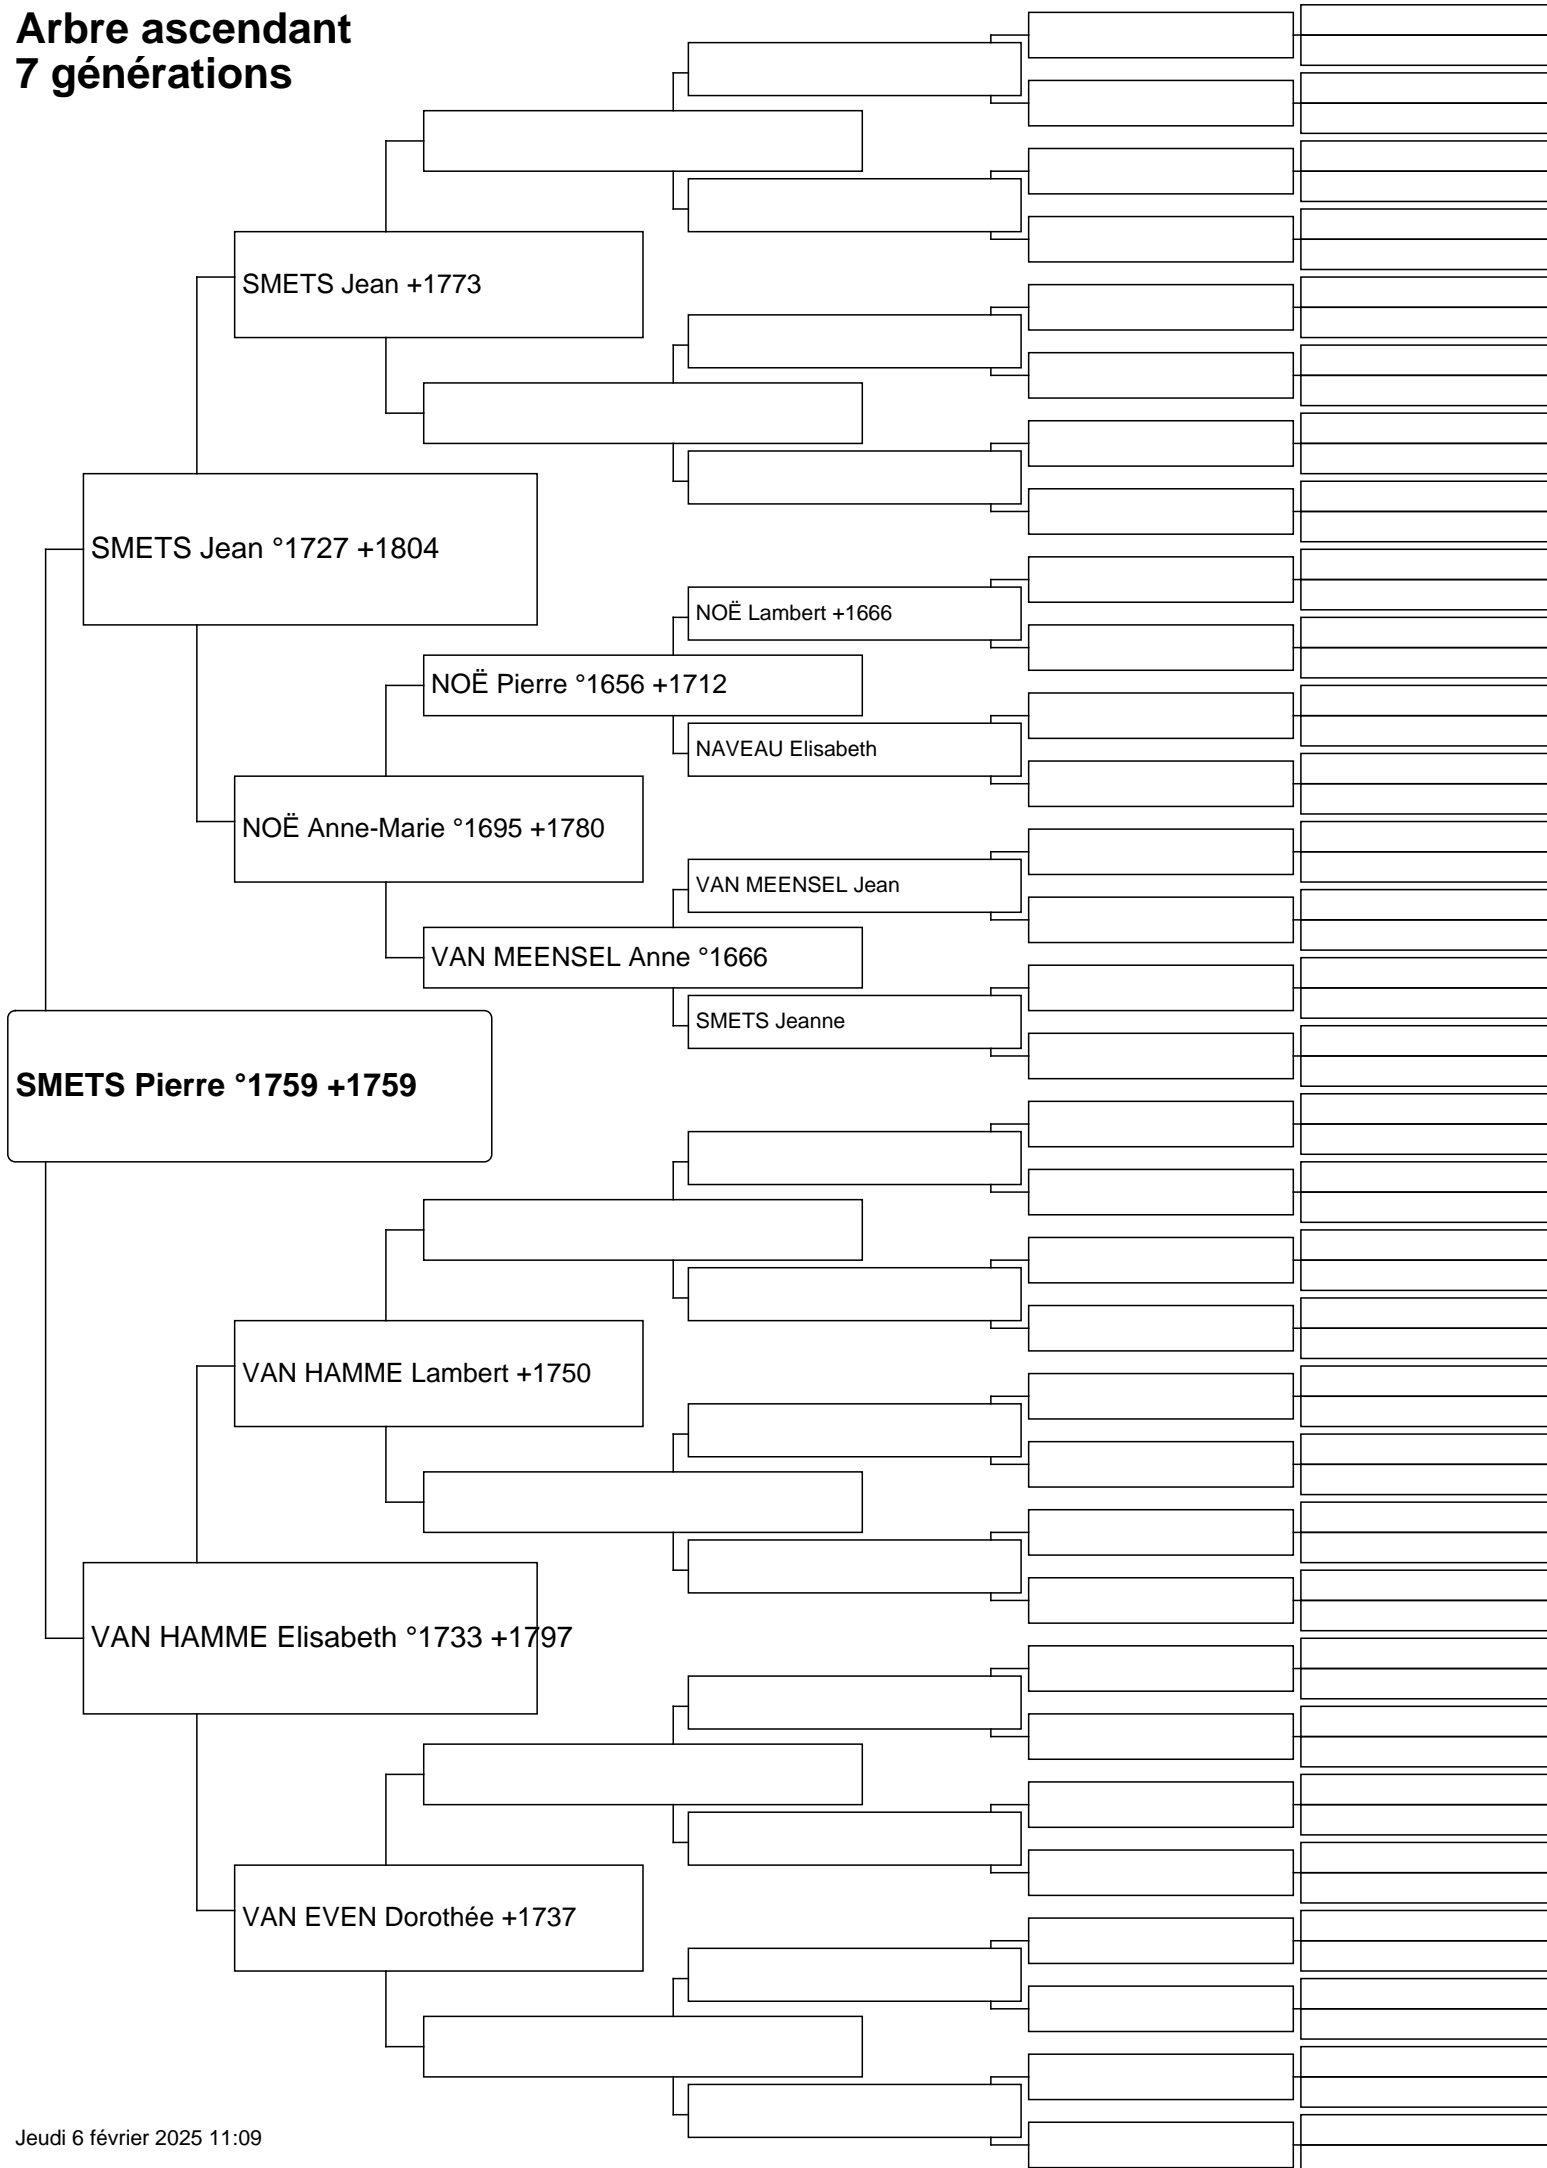 Arbre ascendant
7 générations
SMETS Jean +1773
SMETS Jean °1727 +1804
NOË Lambert +1666
NOË Pierre °1656 +1712
NAVEAU Elisabeth
NOË Anne-Marie °1695 +1780
VAN MEENSEL Jean
VAN MEENSEL Anne °1666
SMETS Jeanne
SMETS Pierre °1759 +1759
VAN HAMME Lambert +1750
VAN HAMME Elisabeth °1733 +1797
VAN EVEN Dorothée +1737
Jeudi 6 février 2025 11:09